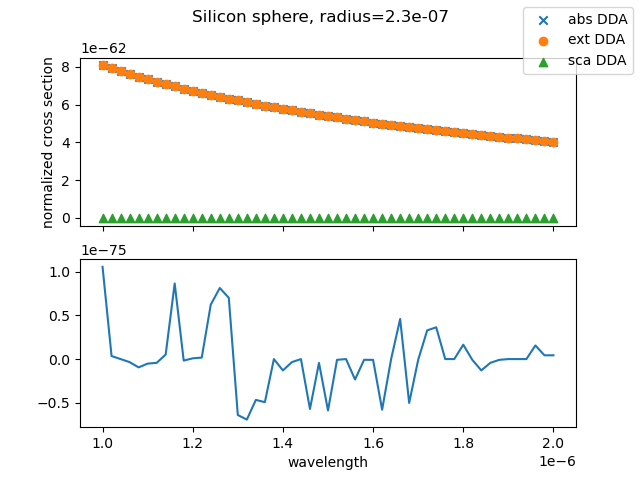 Silicon sphere, radius=2.3e-07
abs DDA
ext DDA
sca DDA
1e−62
8
6
4
2
0
normalized cross section
1e−75
1.0
0.5
0.0
−0.5
1.0 1.2 1.4 1.6 1.8 2.0
wavelength
1e−6